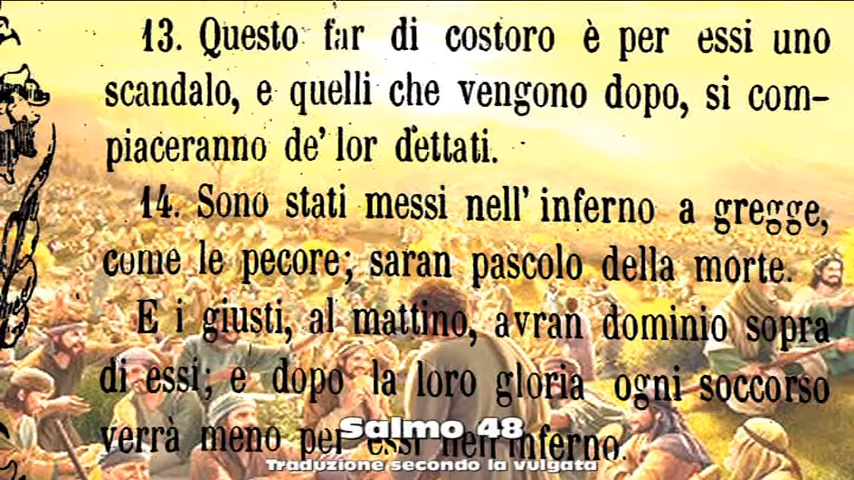 13. Questo far di costoro è per essi uno
scandalo, e quelli che vengono dopo, si com-
piaceranno de' lor dettati.
14. Sono stati messi nell' inferno a gregge,
come le pecore; saran pascolo della morte.
E i giusti, al mattino, avran dominio sopra
di essi; e dopo la loro gloria ogni soccorso
verrà meno per essi nell'inferno.
Salmo 48
Traduzione secondo la vulgata